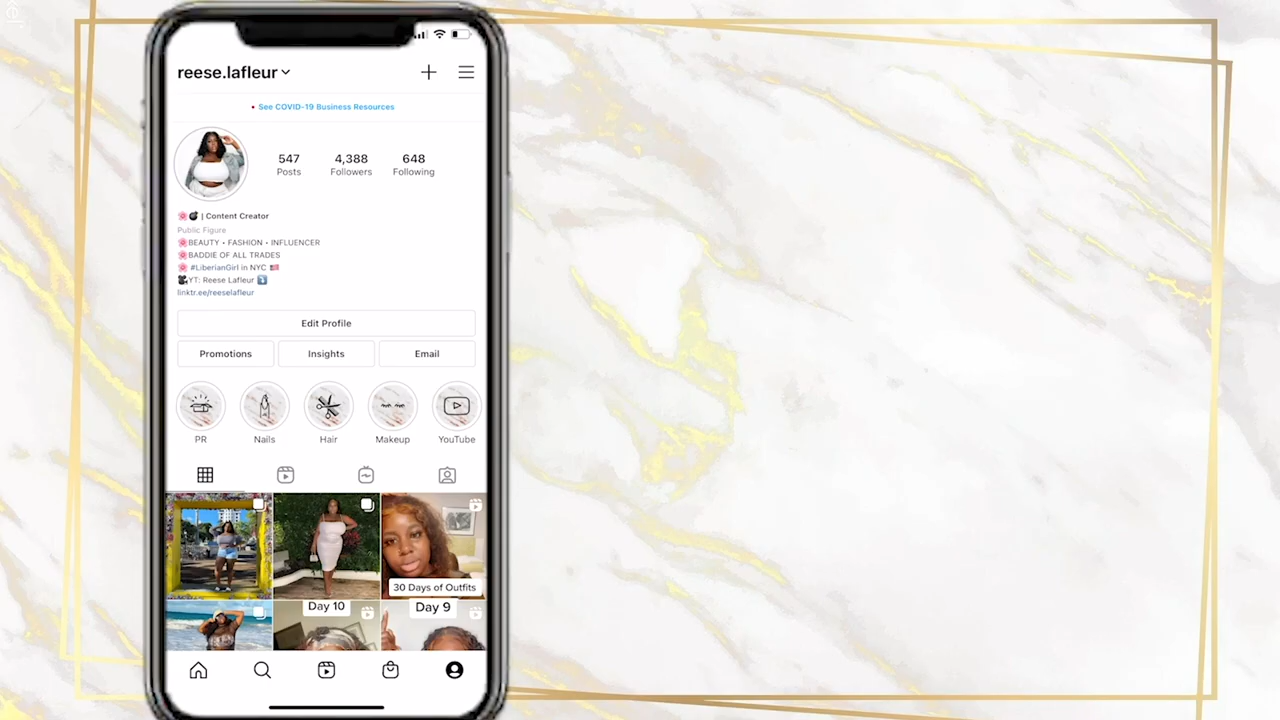 reese.lafleur
• See COVID-19 Business Resources
547 4,388 648
Posts Followers Following
| Content Creator
Public Figure
BEAUTY • FASHION • INFLUENCER
BADDIE OF ALL TRADES
#LiberianGirl in NYC
YT: Reese Lafleur
linktr.ee/reeselafleur
Edit Profile
Promotions Insights Email
PR Nails Hair Makeup YouTube
30 Days of Outfits
Day 10 Day 9